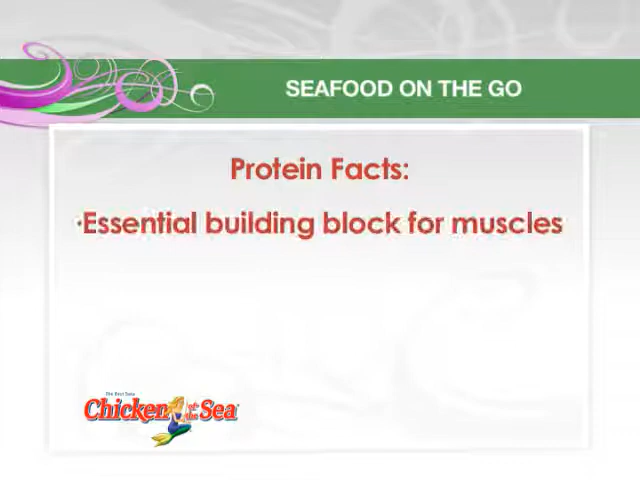 SEAFOOD ON THE GO
Protein Facts:
·Essential building block for muscles
Chicken of the Sea